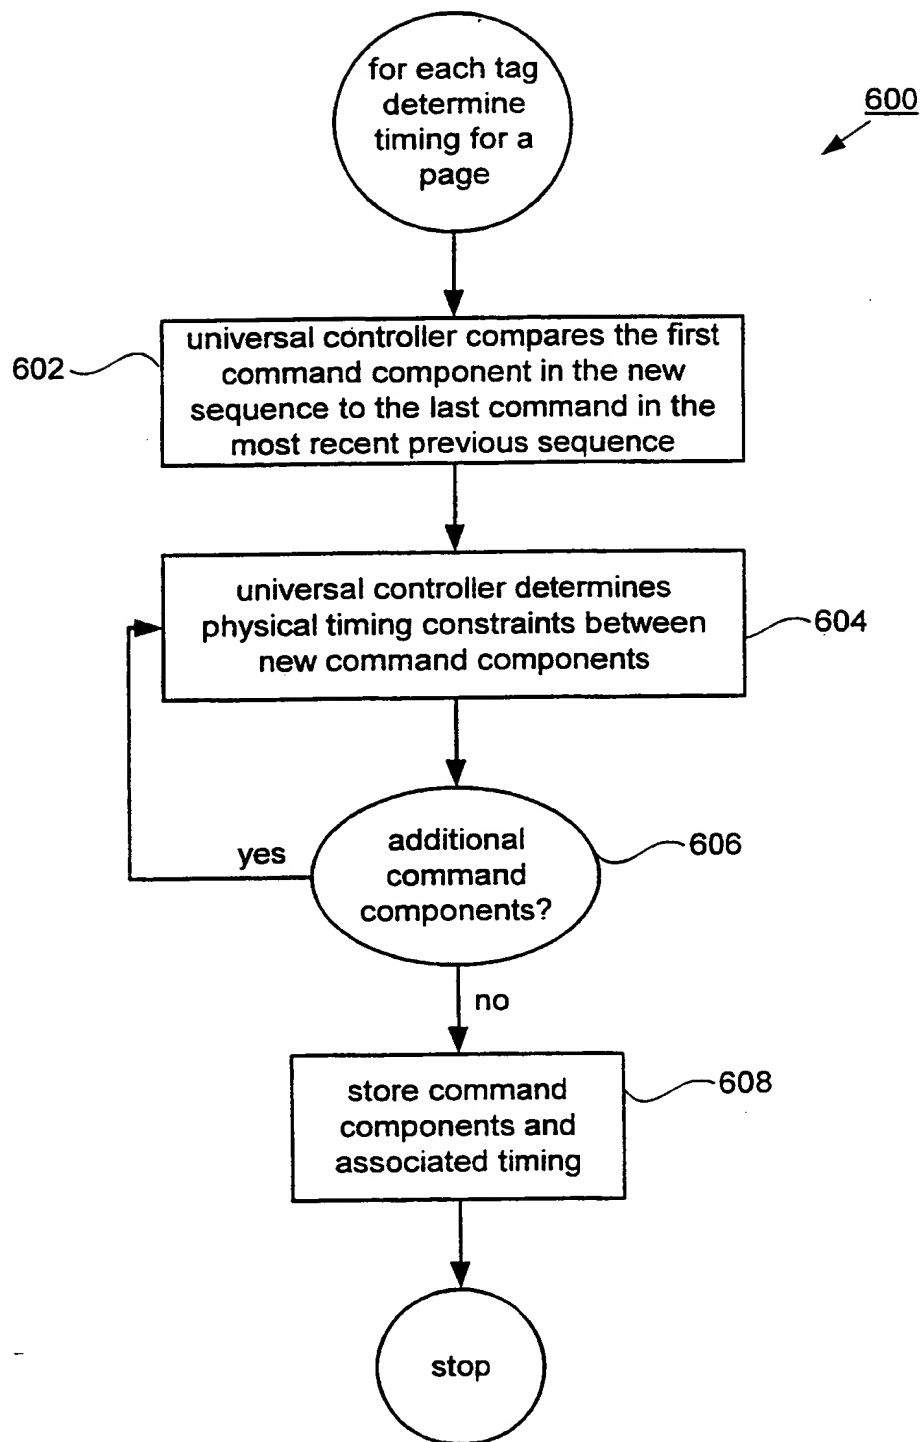 for each tag
determine
timing for a
page
600
602
universal controller compares the first
command component in the new
sequence to the last command in the
most recent previous sequence
universal controller determines
physical timing constraints between
new command components
604
additional
command
components?
606
yes
no
store command
components and
associated timing
608
stop